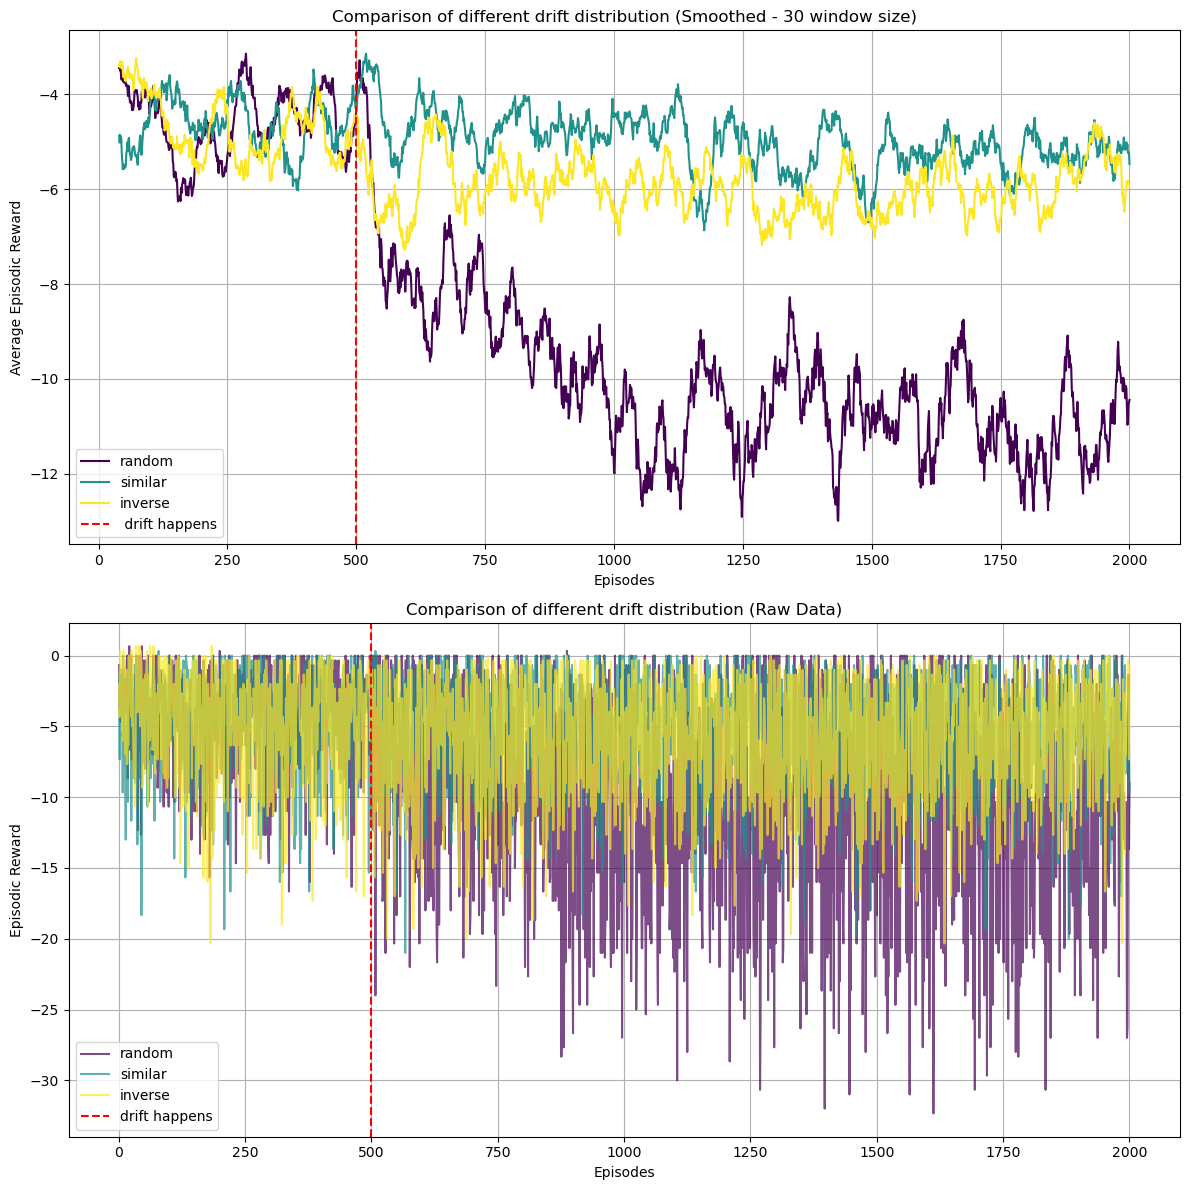 Comparison of different drift distribution (Smoothed - 30 window size)
Average Episodic Reward
−4
−6
−8
−10
−12
random
similar
inverse
drift happens
0 250 500 750 1000 1250 1500 1750 2000
Episodes
Comparison of different drift distribution (Raw Data)
Episodic Reward
0
−5
−10
−15
−20
−25
−30
random
similar
inverse
drift happens
0 250 500 750 1000 1250 1500 1750 2000
Episodes